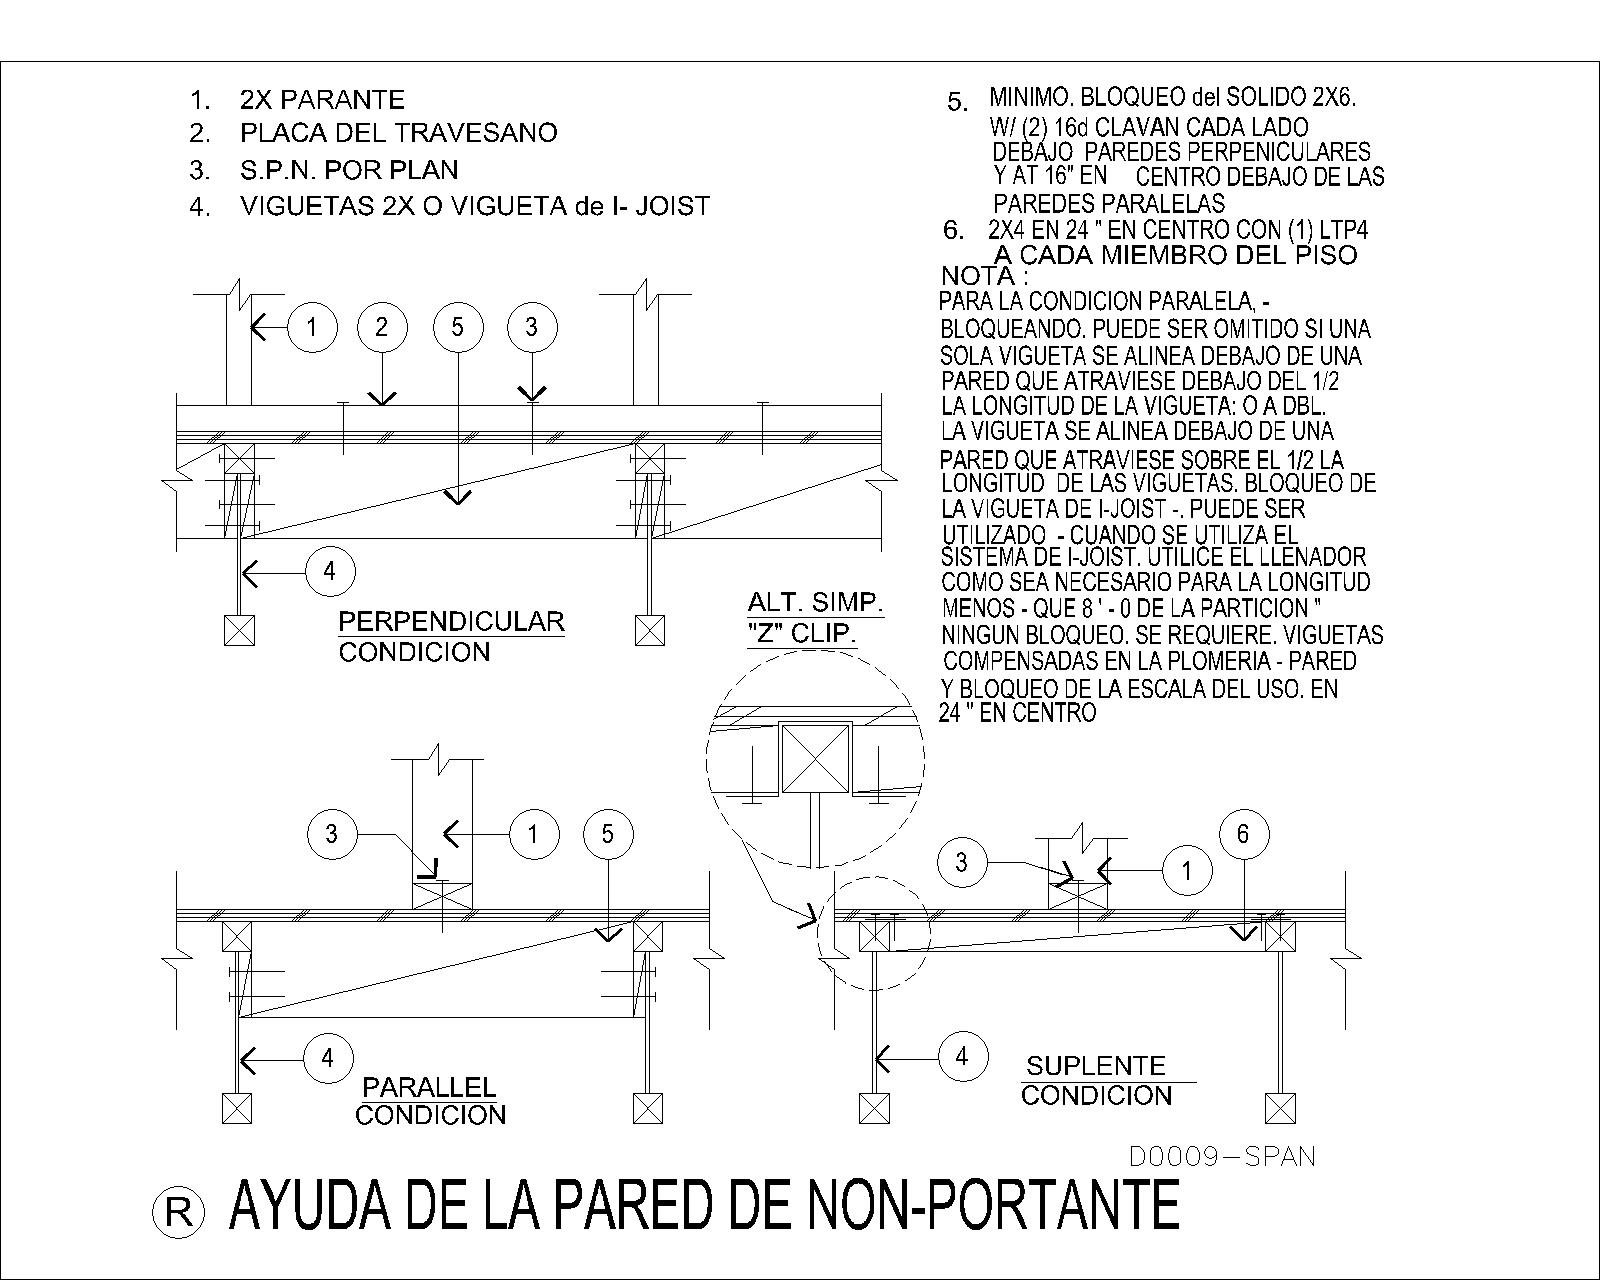 1. 2X PARANTE
2. PLACA DEL TRAVESANO
3. S.P.N. POR PLAN
4. VIGUETAS 2X O VIGUETA de I- JOIST
5. MINIMO. BLOQUEO del SOLIDO 2X6.
W/ (2) 16d CLAVAN CADA LADO
DEBAJO PAREDES PERPENICULARES
Y AT 16" EN CENTRO DEBAJO DE LAS
PAREDES PARALELAS
6. 2X4 EN 24 " EN CENTRO CON (1) LTP4
A CADA MIEMBRO DEL PISO
NOTA :
PARA LA CONDICION PARALELA, -
BLOQUEANDO. PUEDE SER OMITIDO SI UNA
SOLA VIGUETA SE ALINEA DEBAJO DE UNA
PARED QUE ATRAVIESE DEBAJO DEL 1/2
LA LONGITUD DE LA VIGUETA: O A DBL.
LA VIGUETA SE ALINEA DEBAJO DE UNA
PARED QUE ATRAVIESE SOBRE EL 1/2 LA
LONGITUD DE LAS VIGUETAS. BLOQUEO DE
LA VIGUETA DE I-JOIST -. PUEDE SER
UTILIZADO - CUANDO SE UTILIZA EL
SISTEMA DE I-JOIST. UTILICE EL LLENADOR
COMO SEA NECESARIO PARA LA LONGITUD
MENOS - QUE 8 ' - 0 DE LA PARTICION "
NINGUN BLOQUEO. SE REQUIERE. VIGUETAS
COMPENSADAS EN LA PLOMERIA - PARED
Y BLOQUEO DE LA ESCALA DEL USO. EN
24 " EN CENTRO
1 2 5 3
4
PERPENDICULAR
CONDICION
ALT. SIMP.
"Z" CLIP.
3 1 5
4
PARALLEL
CONDICION
3 1 6
4
SUPLENTE
CONDICION
D0009-SPAN
R AYUDA DE LA PARED DE NON-PORTANTE